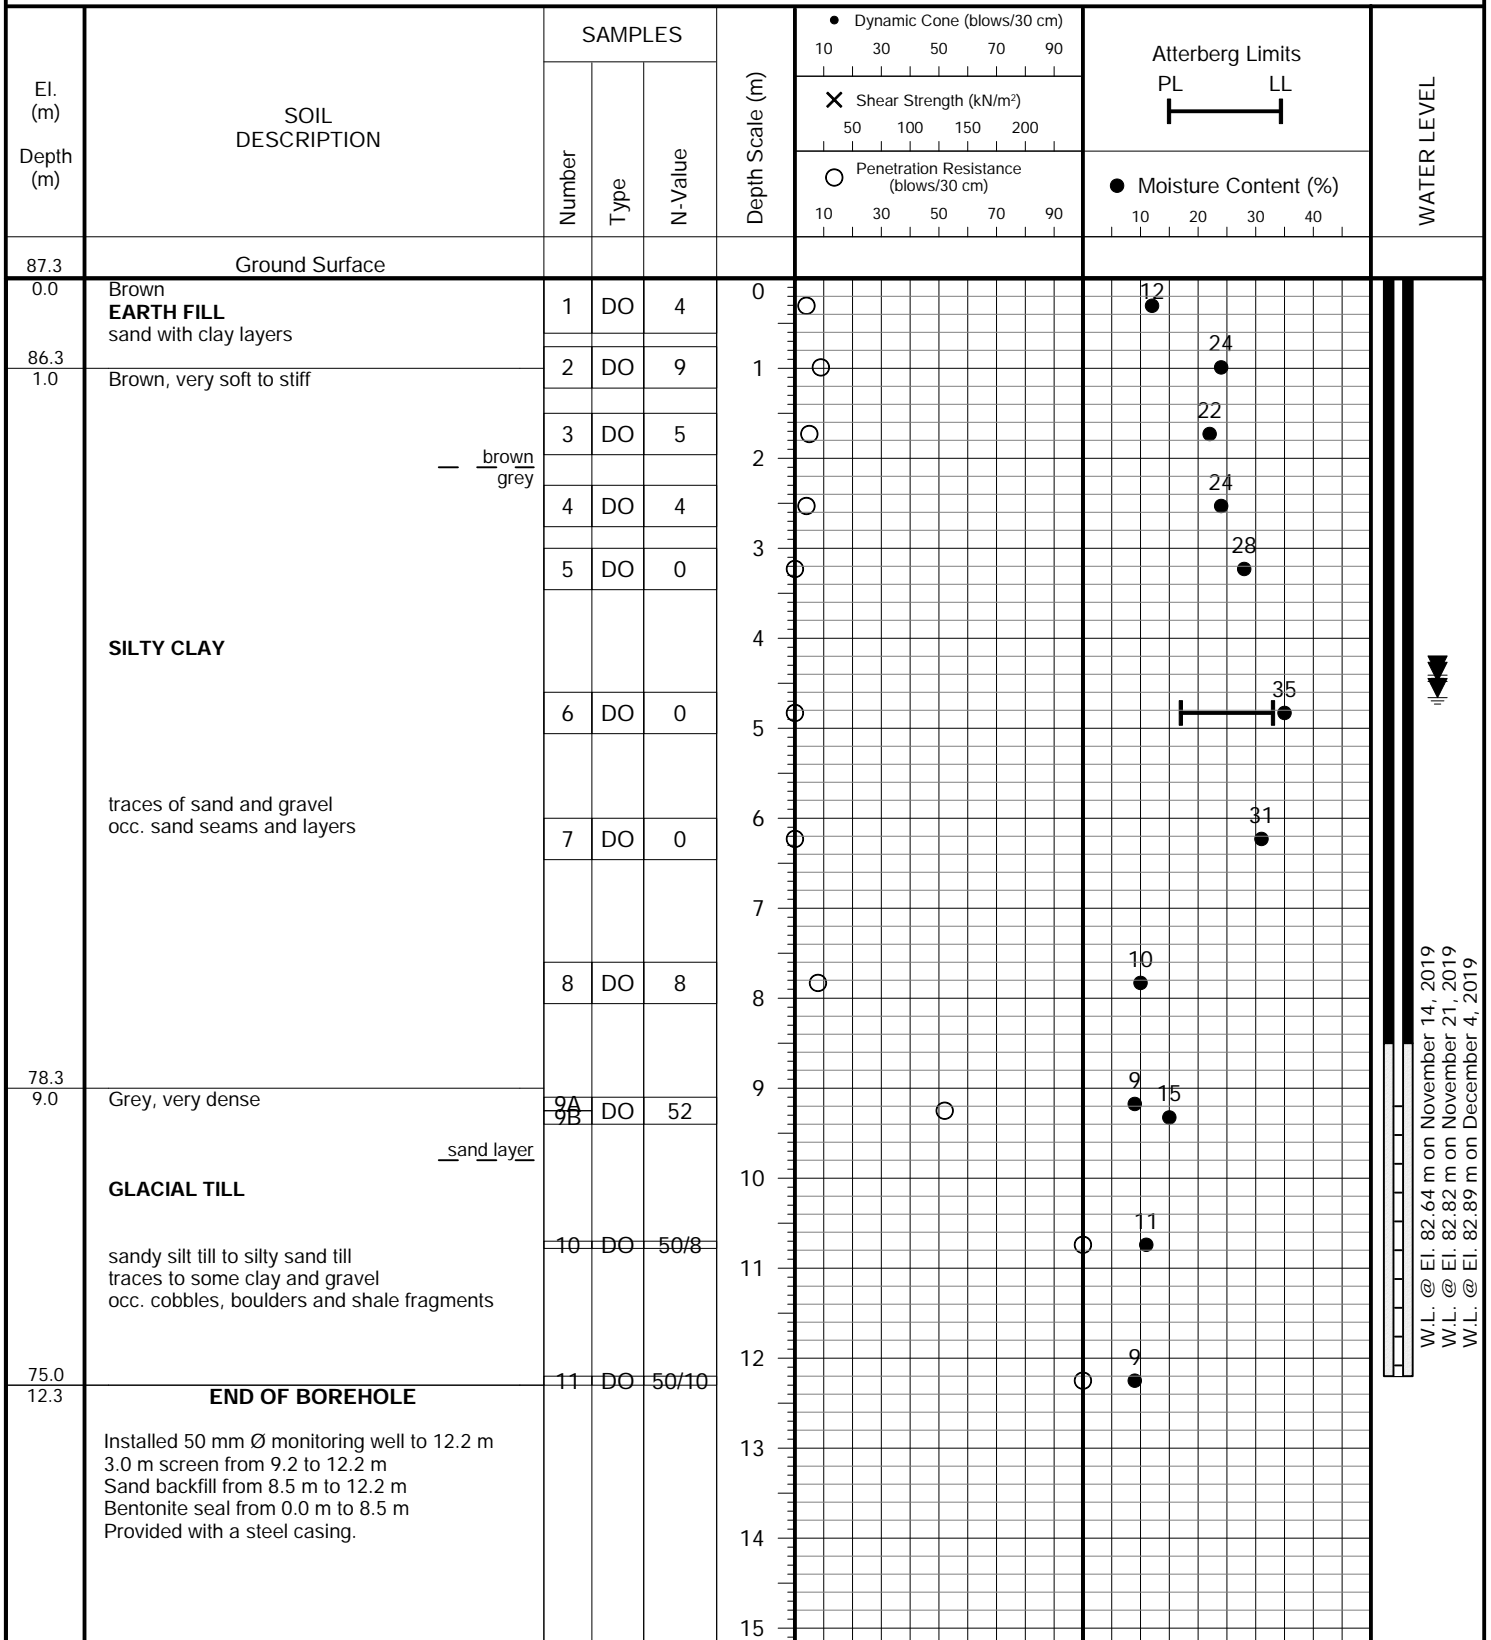 El.
(m)
Depth
(m)
SOIL
DESCRIPTION
SAMPLES
Number
Type
N-Value
Depth Scale (m)
Dynamic Cone (blows/30 cm)
10 30 50 70 90
Shear Strength (kN/m²)
50 100 150 200
Penetration Resistance
(blows/30 cm)
10 30 50 70 90
Atterberg Limits
PL LL
Moisture Content (%)
10 20 30 40
WATER LEVEL
87.3 Ground Surface
0.0 Brown
EARTH FILL
sand with clay layers
1 DO 4
0
12
86.3
1.0 Brown, very soft to stiff
2 DO 9
1
24
3 DO 5
22
brown
grey
2
4 DO 4
24
3
5 DO 0
28
SILTY CLAY
4
6 DO 0
35
5
traces of sand and gravel
occ. sand seams and layers
6
7 DO 0
31
7
8 DO 8
10
8
78.3
9.0 Grey, very dense
9A
9B
DO 52
9
9
15
sand layer
10
GLACIAL TILL
sandy silt till to silty sand till
traces to some clay and gravel
occ. cobbles, boulders and shale fragments
10 DO 50/8
11
11
12
75.0
12.3
11 DO 50/10
9
END OF BOREHOLE
Installed 50 mm Ø monitoring well to 12.2 m
3.0 m screen from 9.2 to 12.2 m
Sand backfill from 8.5 m to 12.2 m
Bentonite seal from 0.0 m to 8.5 m
Provided with a steel casing.
13
14
15
W.L. @ El. 82.64 m on November 14, 2019
W.L. @ El. 82.82 m on November 21, 2019
W.L. @ El. 82.89 m on December 4, 2019